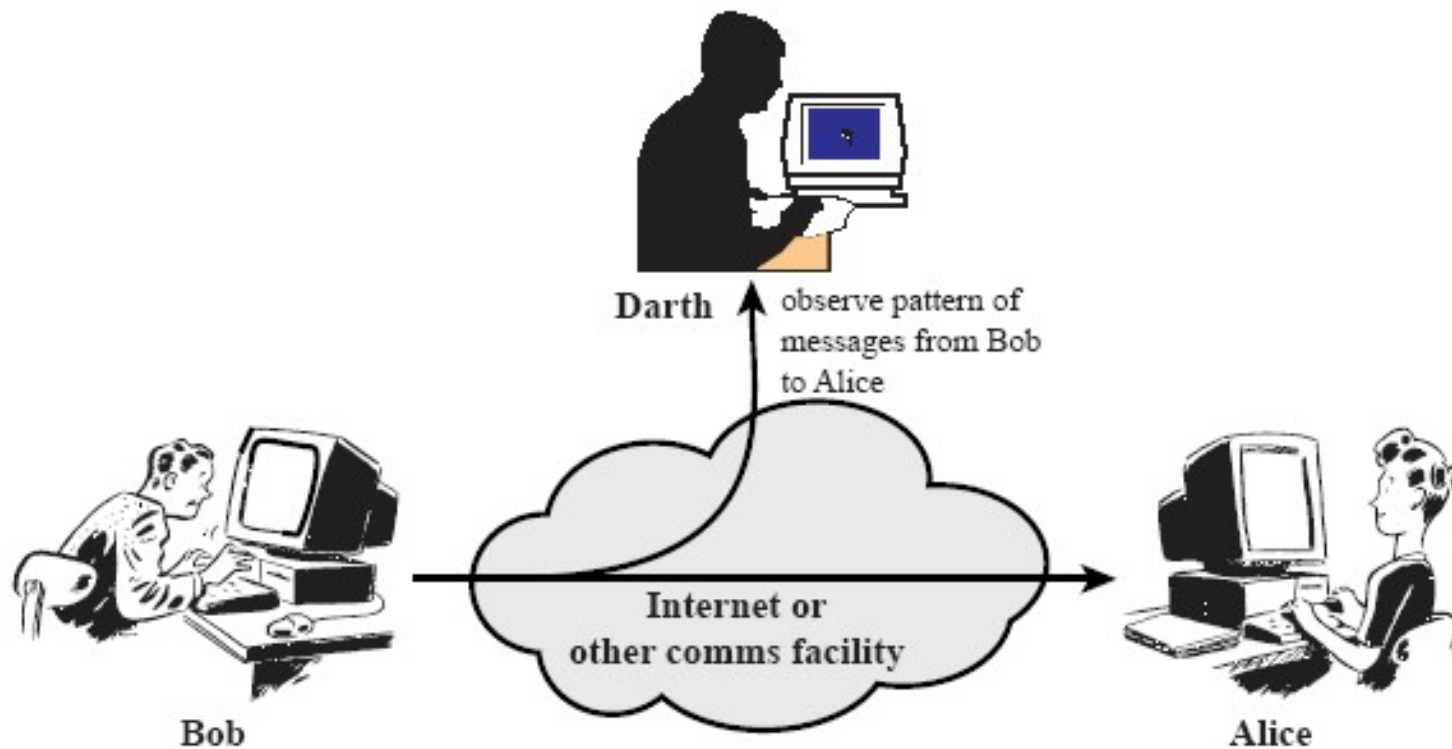 Darth
observe pattern of
messages from Bob
to Alice
Internet or
other comms facility
Bob
Alice